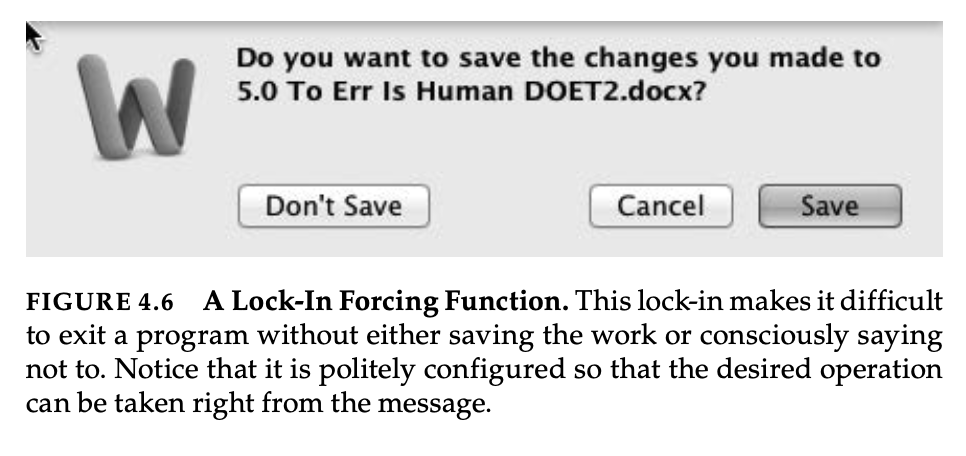 Do you want to save the changes you made to
5.0 To Err Is Human DOET2.docx?
Don't Save Cancel Save
FIGURE 4.6 A Lock-In Forcing Function. This lock-in makes it difficult
to exit a program without either saving the work or consciously saying
not to. Notice that it is politely configured so that the desired operation
can be taken right from the message.